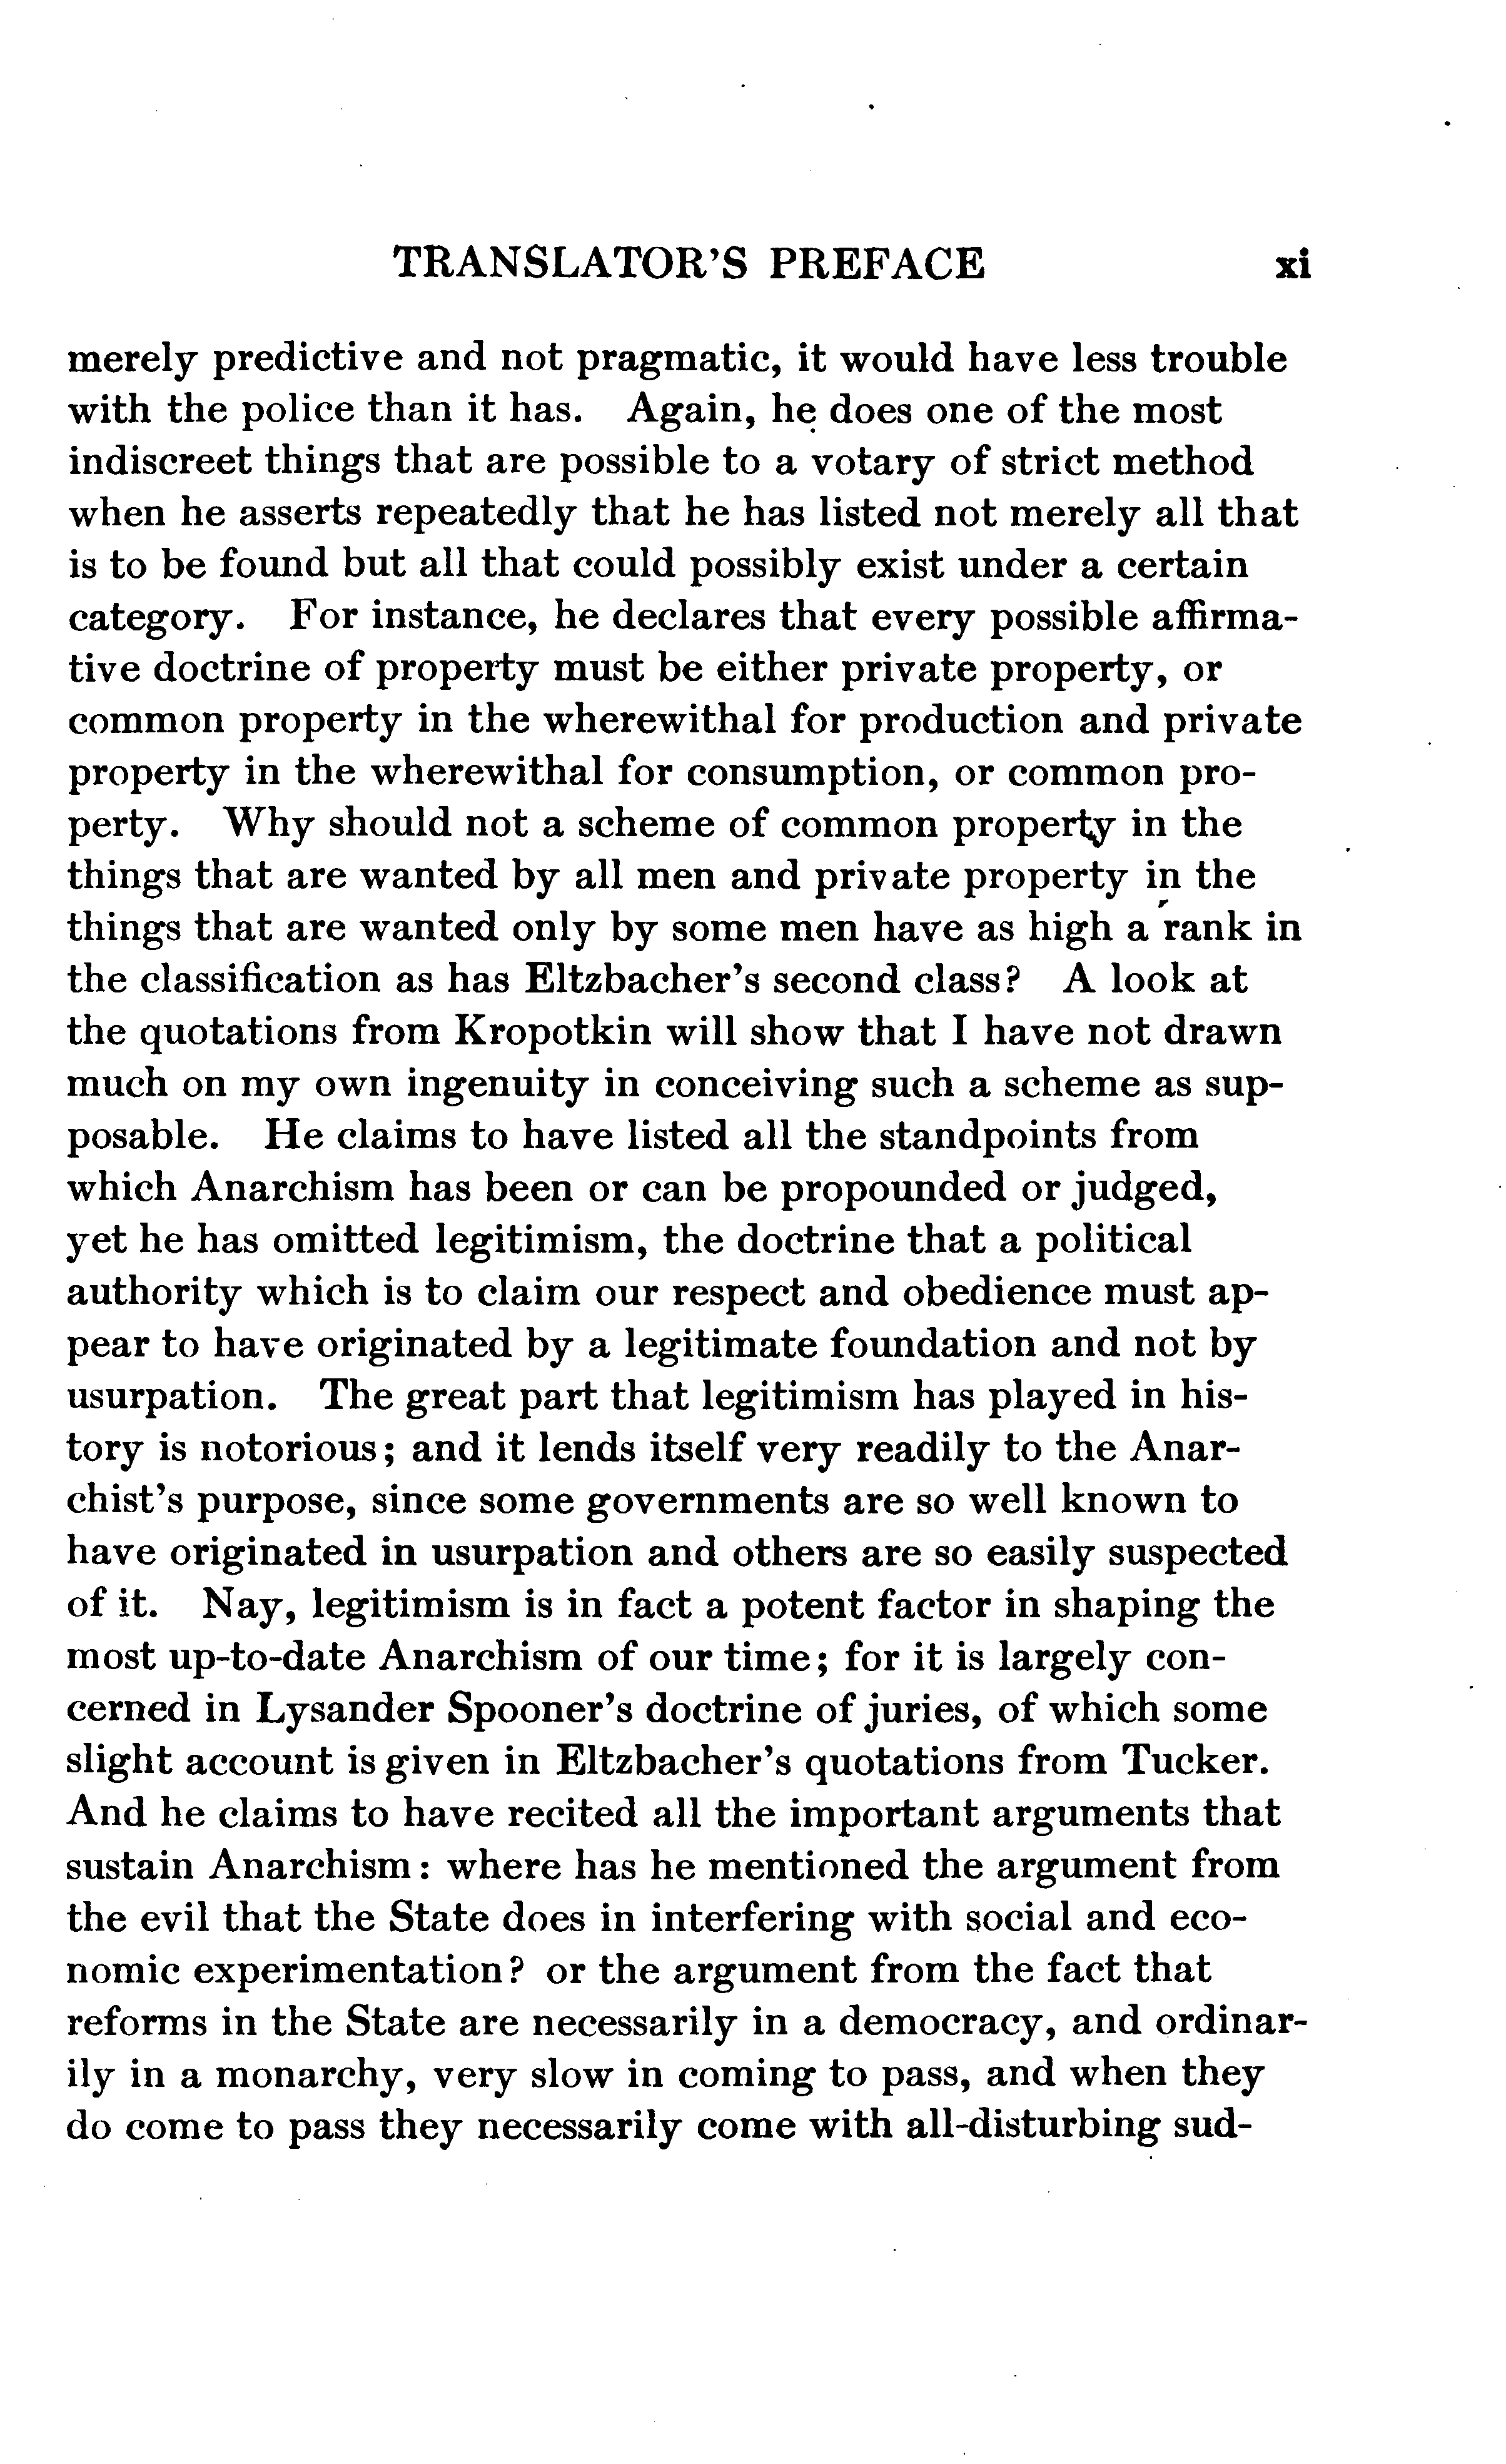 TRANSLATOR'S PREFACE xi
merely predictive and not pragmatic, it would have less trouble
with the police than it has. Again, he does one of the most
indiscreet things that are possible to a votary of strict method
when he asserts repeatedly that he has listed not merely all that
is to be found but all that could possibly exist under a certain
category. For instance, he declares that every possible affirma-
tive doctrine of property must be either private property, or
common property in the wherewithal for production and private
property in the wherewithal for consumption, or common pro-
perty. Why should not a scheme of common property in the
things that are wanted by all men and private property in the
things that are wanted only by some men have as high a rank in
the classification as has Eltzbacher's second class? A look at
the quotations from Kropotkin will show that I have not drawn
much on my own ingenuity in conceiving such a scheme as sup-
posable. He claims to have listed all the standpoints from
which Anarchism has been or can be propounded or judged,
yet he has omitted legitimism, the doctrine that a political
authority which is to claim our respect and obedience must ap-
pear to have originated by a legitimate foundation and not by
usurpation. The great part that legitimism has played in his-
tory is notorious; and it lends itself very readily to the Anar-
chist's purpose, since some governments are so well known to
have originated in usurpation and others are so easily suspected
of it. Nay, legitimism is in fact a potent factor in shaping the
most up-to-date Anarchism of our time; for it is largely con-
cerned in Lysander Spooner's doctrine of juries, of which some
slight account is given in Eltzbacher's quotations from Tucker.
And he claims to have recited all the important arguments that
sustain Anarchism: where has he mentioned the argument from
the evil that the State does in interfering with social and eco-
nomic experimentation? or the argument from the fact that
reforms in the State are necessarily in a democracy, and ordinar-
ily in a monarchy, very slow in coming to pass, and when they
do come to pass they necessarily come with all-disturbing sud-